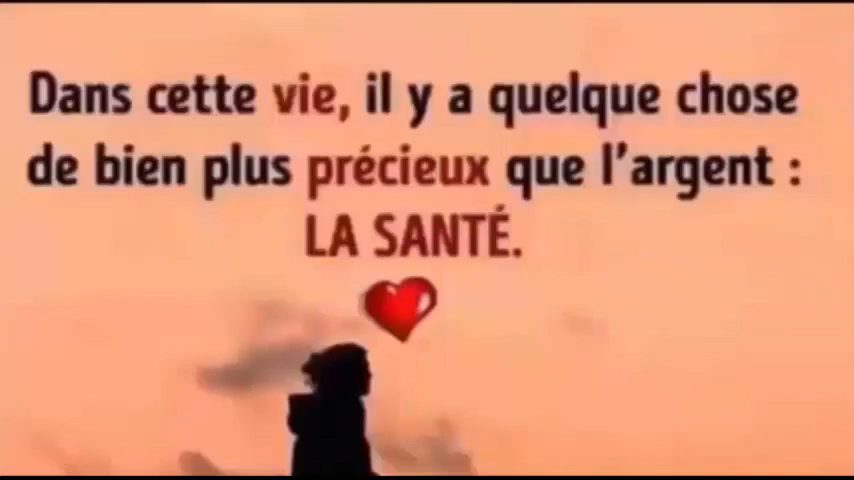 Dans cette vie, il y a quelque chose
de bien plus précieux que l’argent :
LA SANTÉ.